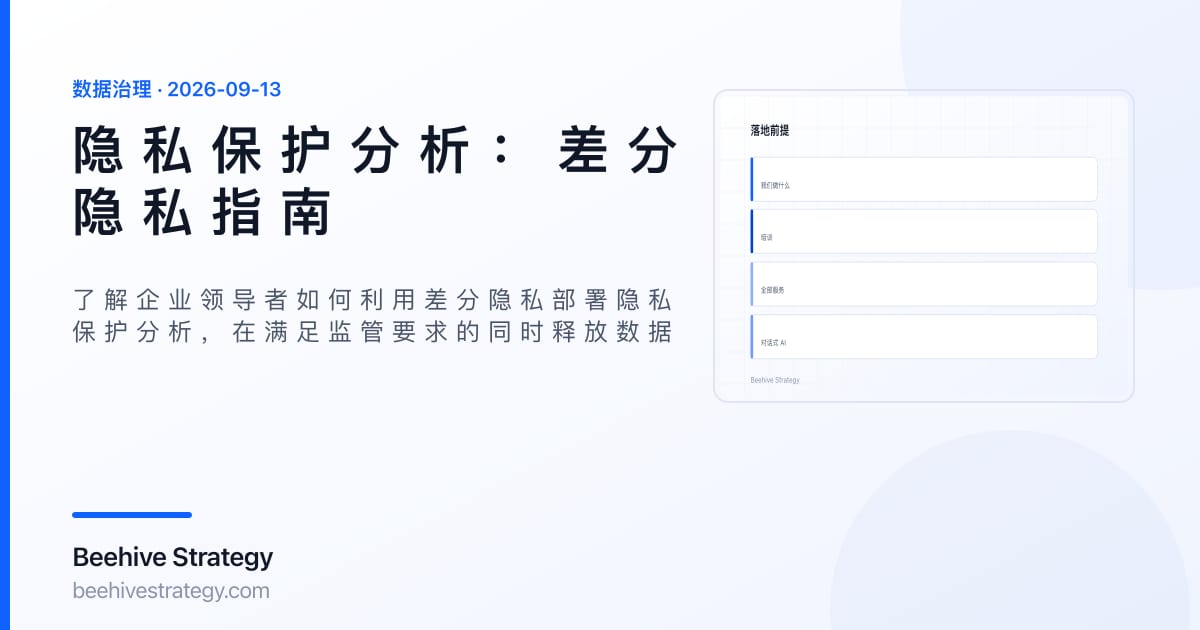 数据治理 · 2026-09-13
隐私保护分析：差分
隐私指南
了解企业领导者如何利用差分隐私部署隐私
保护分析，在满足监管要求的同时释放数据
落地前提
我们做什么
培训
全部服务
对话式 AI
Beehive Strategy
Beehive Strategy
beehivestrategy.com